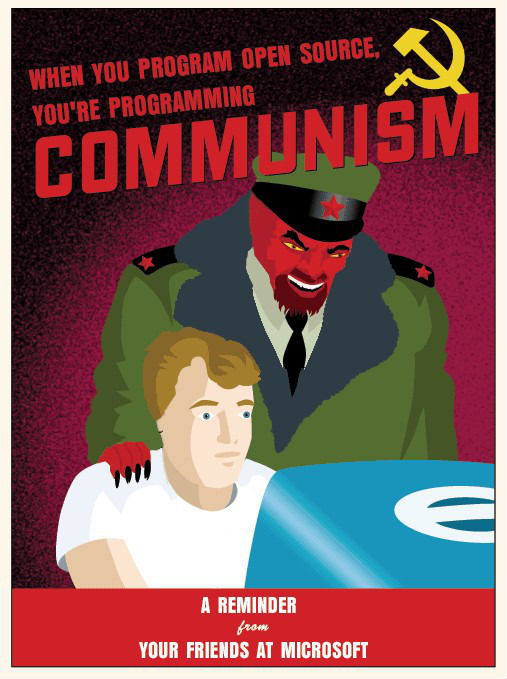 WHEN YOU PROGRAM OPEN SOURCE,
YOU'RE PROGRAMMING
COMMUNISM
A REMINDER
from
YOUR FRIENDS AT MICROSOFT